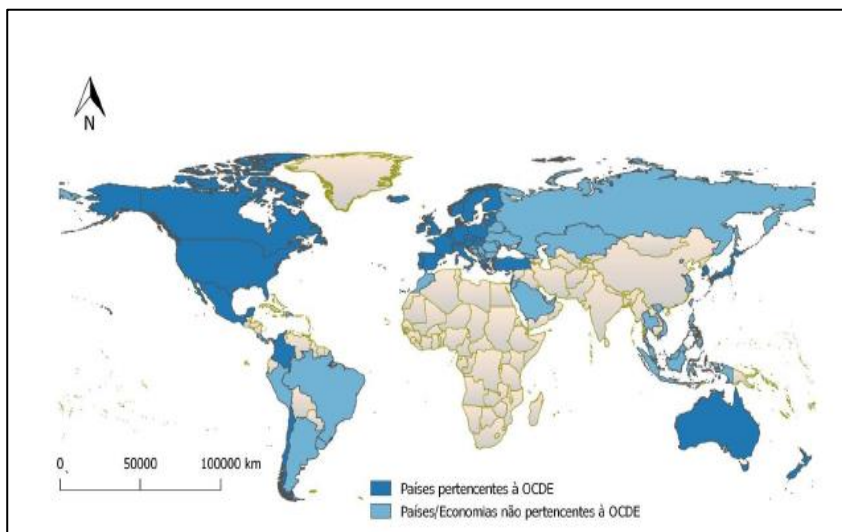 N
0 50000 100000 km
Países pertencentes à OCDE
Países/Economias não pertencentes à OCDE